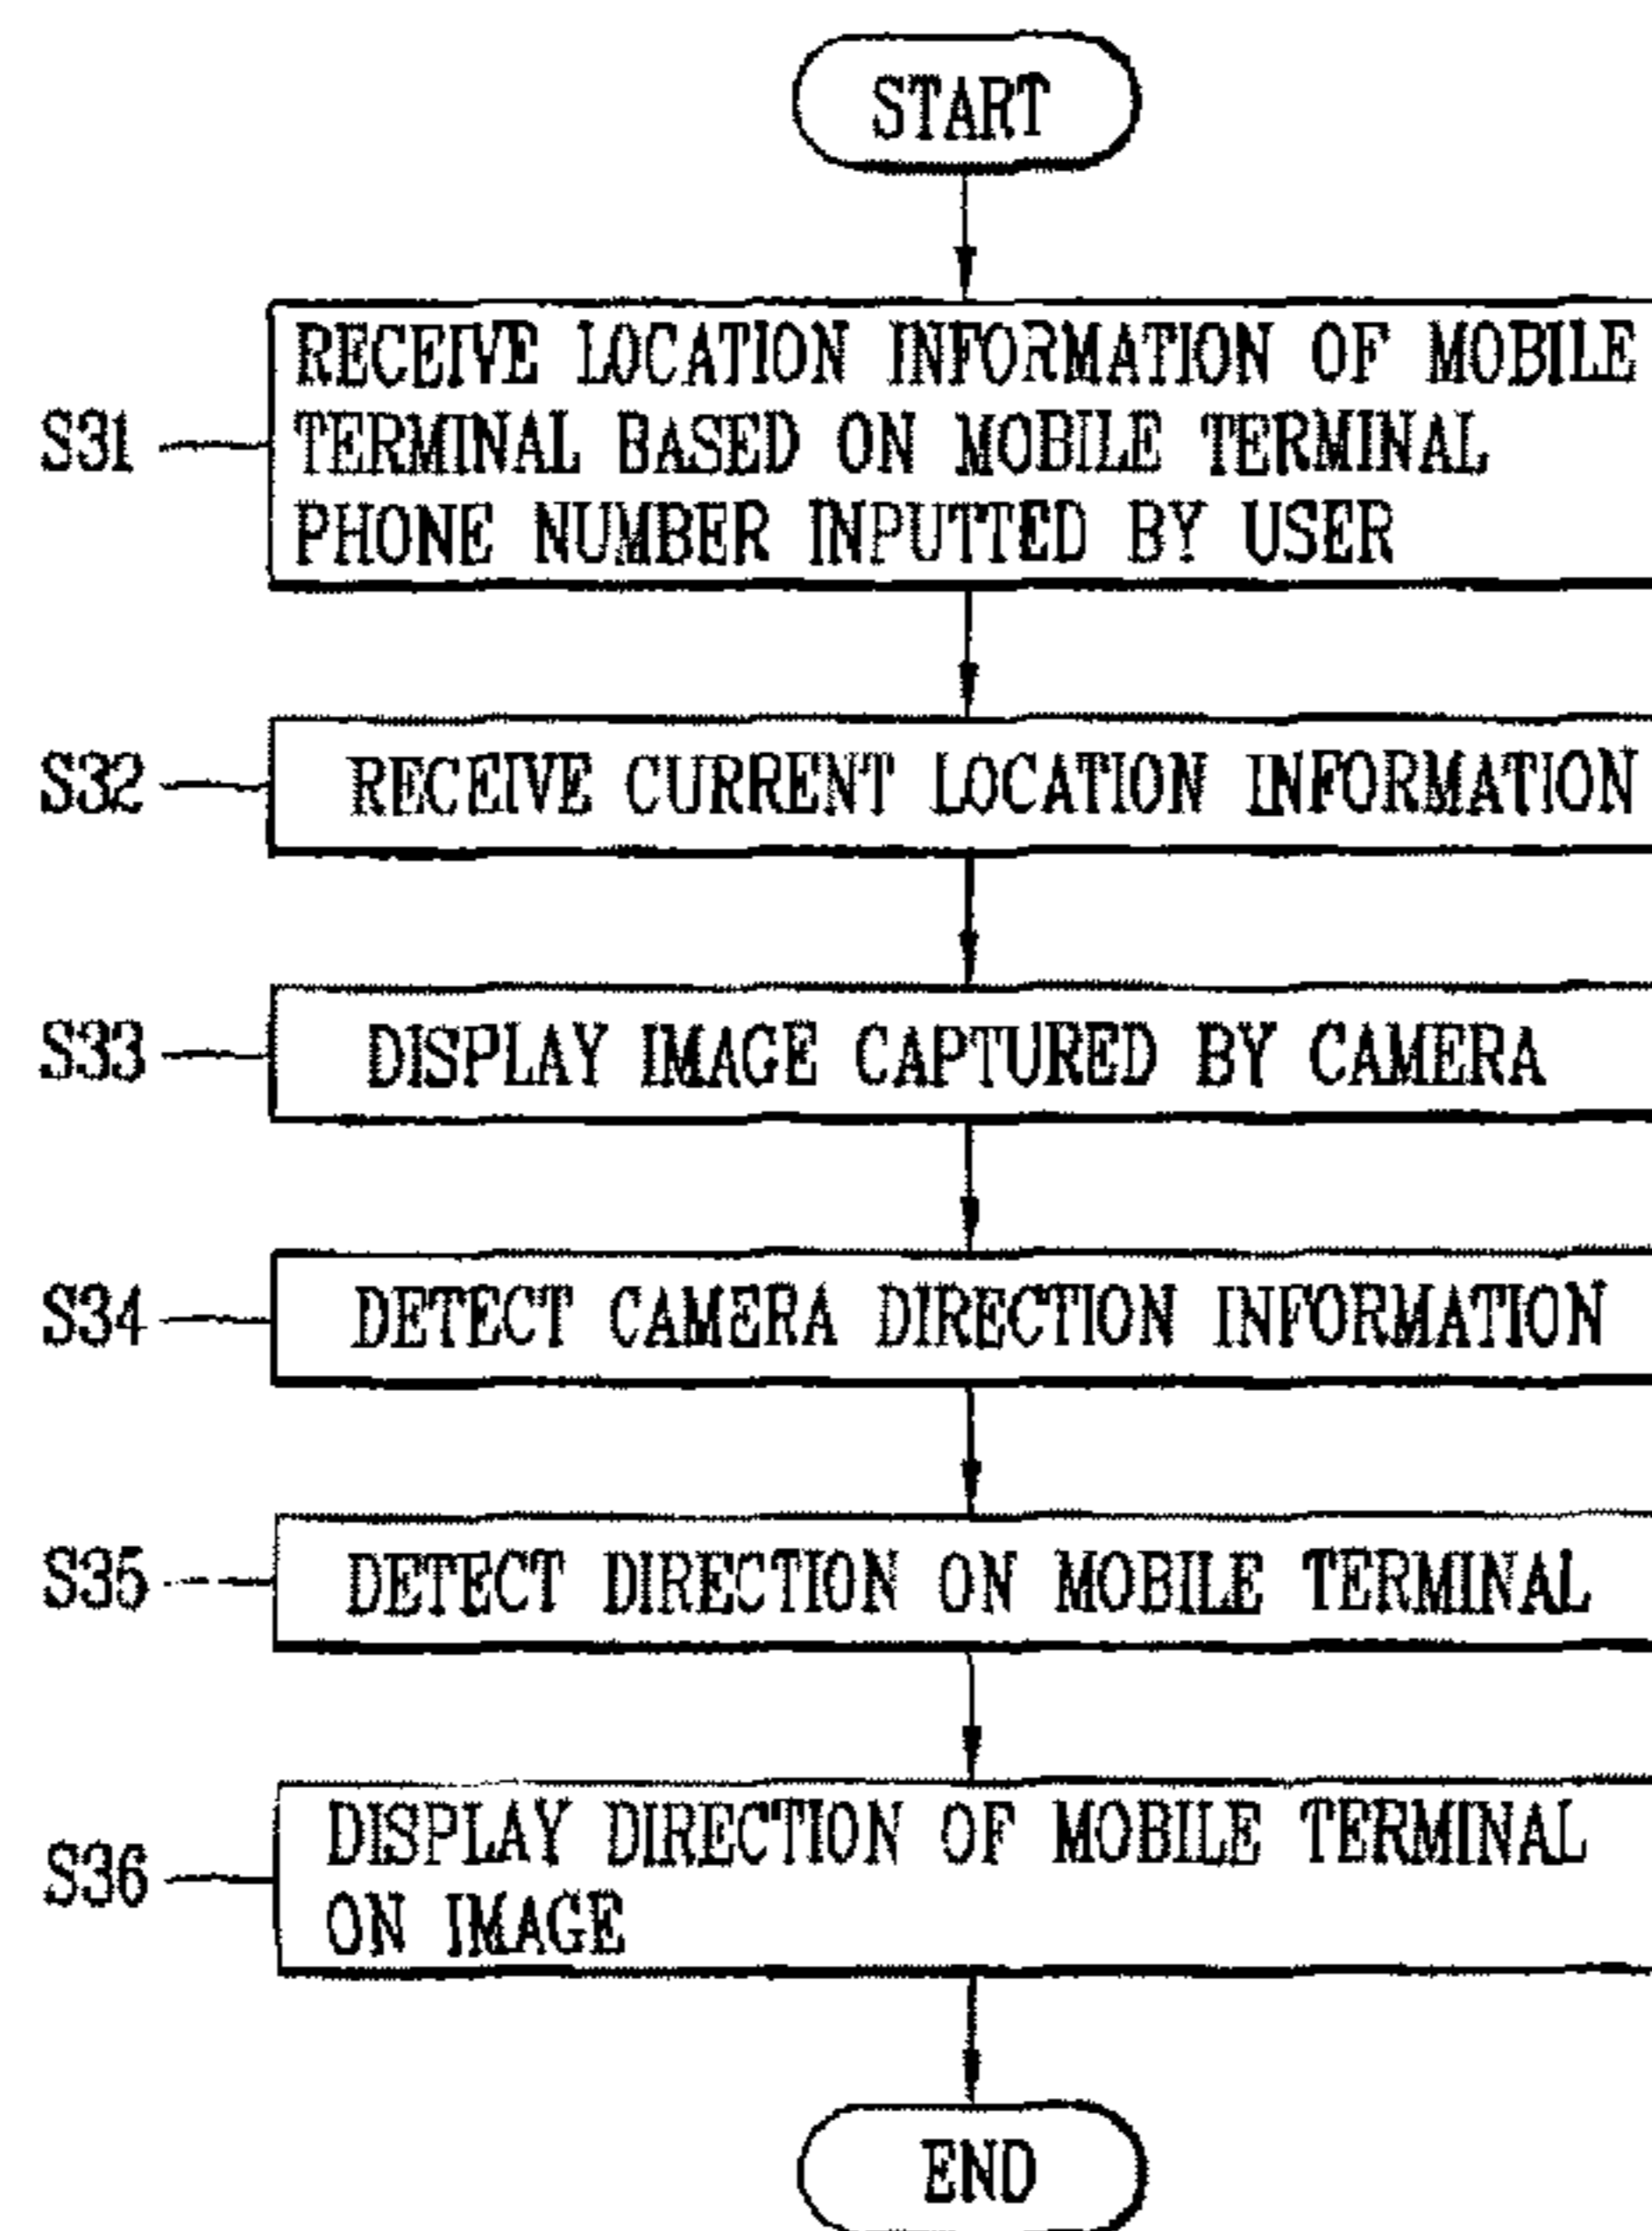 START
S31
RECEIVE LOCATION INFORMATION OF MOBILE
TERMINAL BASED ON MOBILE TERMINAL
PHONE NUMBER INPUTTED BY USER
S32
RECEIVE CURRENT LOCATION INFORMATION
S33
DISPLAY IMAGE CAPTURED BY CAMERA
S34
DETECT CAMERA DIRECTION INFORMATION
S35
DETECT DIRECTION ON MOBILE TERMINAL
S36
DISPLAY DIRECTION OF MOBILE TERMINAL
ON IMAGE
END